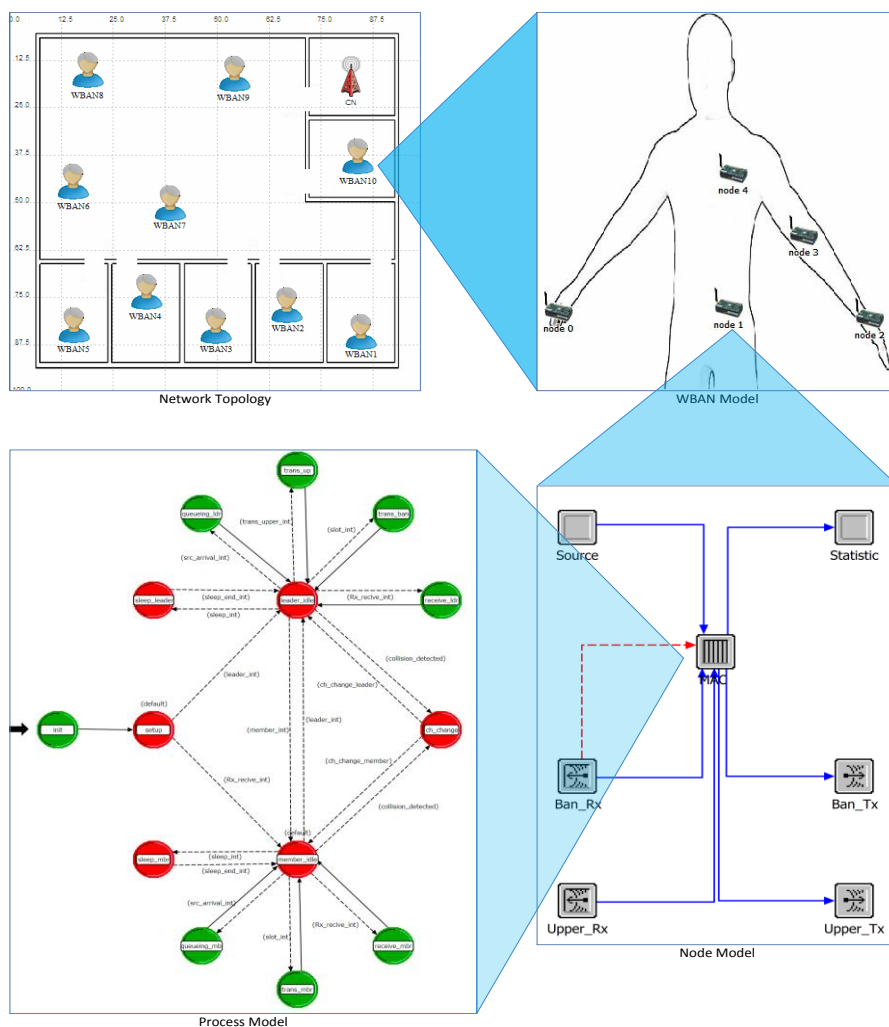 0.0 12.5 25.0 37.5 50.0 62.5 75.0 87.5
12.5
25.0
37.5
50.0
62.5
75.0
87.5
100.0
WBAN8
WBAN9
CN
WBAN6
WBAN7
WBAN10
WBAN5
WBAN4
WBAN3
WBAN2
WBAN1
Network Topology
node 4
node 3
node 0
node 1
node 2
WBAN Model
trans_up
queueing_ldr
trans_ban
(trans_upper_int)
(slot_int)
(src_arrival_int)
sleep_leader
(sleep_end_int)
(sleep_int)
leader_idle
(Rx_recive_int)
receive_ldr
(leader_int)
(collision_detected)
(ch_change_leader)
(default)
init
setup
(member_int)
(leader_int)
ch_change
(Rx_recive_int)
(ch_change_member)
(collision_detected)
(default)
sleep_mbr
(sleep_int)
(sleep_end_int)
member_idle
(src_arrival_int)
(slot_int)
(Rx_recive_int)
queueing_mbr
receive_mbr
trans_mbr
Process Model
Source
Statistic
MAC
Ban_Rx
Ban_Tx
Upper_Rx
Upper_Tx
Node Model